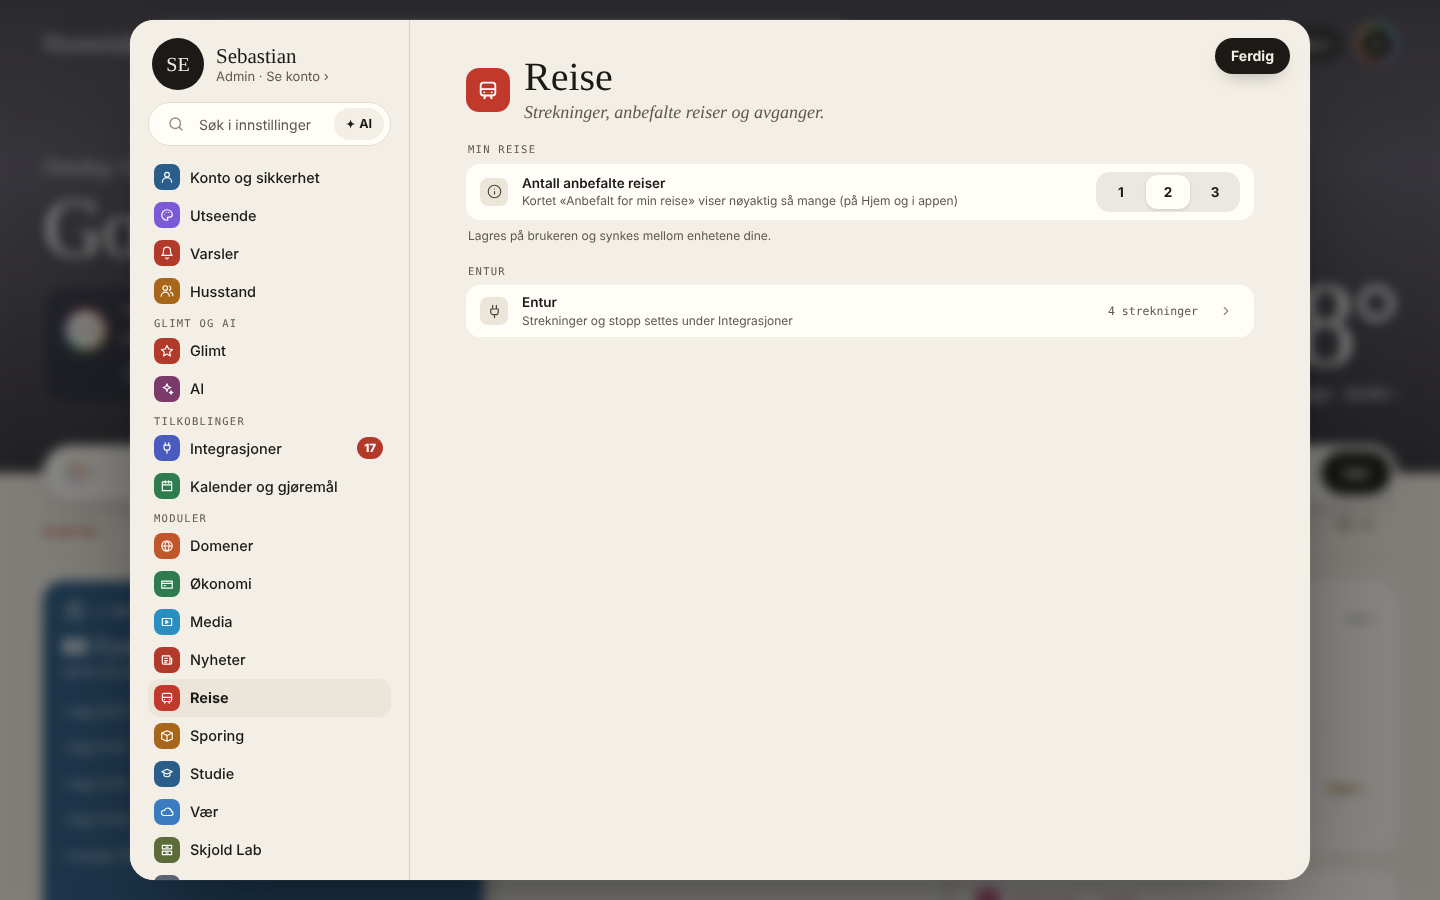 SE
Sebastian
Admin · Se konto ›
Søk i innstillinger
✦ AI
Konto og sikkerhet
Utseende
Varsler
Husstand
GLIMT OG AI
Glimt
AI
TILKOBLINGER
Integrasjoner
17
Kalender og gjøremål
MODULER
Domener
Økonomi
Media
Nyheter
Reise
Sporing
Studie
Vær
Skjold Lab
Ferdig
Reise
Strekninger, anbefalte reiser og avganger.
MIN REISE
Antall anbefalte reiser
Kortet «Anbefalt for min reise» viser nøyaktig så mange (på Hjem og i appen)
1 2 3
Lagres på brukeren og synkes mellom enhetene dine.
ENTUR
Entur
Strekninger og stopp settes under Integrasjoner
4 strekninger
Go
8°